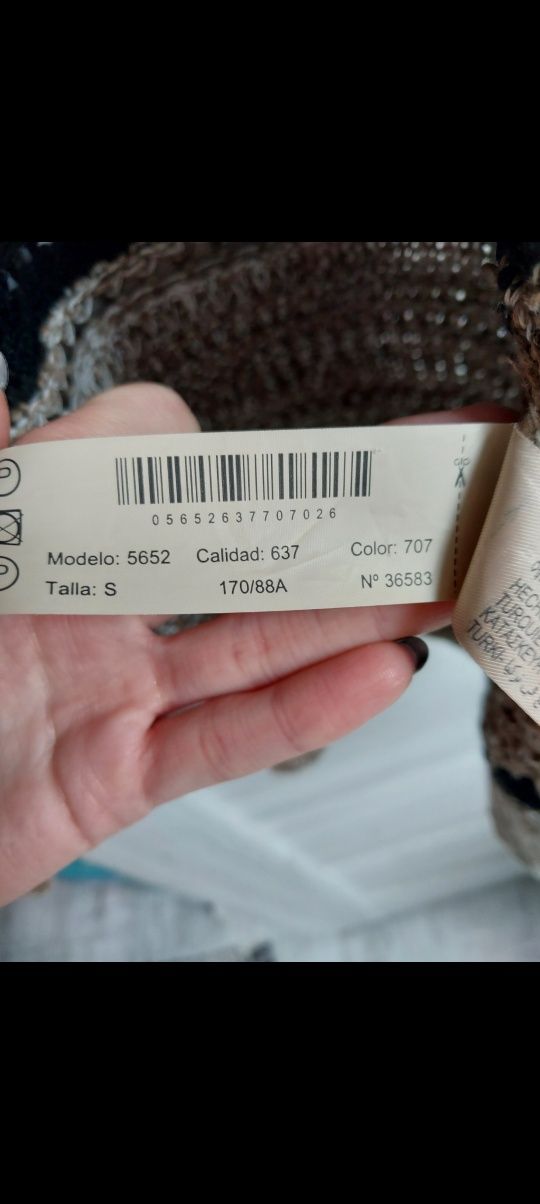 05652637707026
Modelo: 5652 Calidad: 637 Color: 707
Talla: S 170/88A Nº 36583